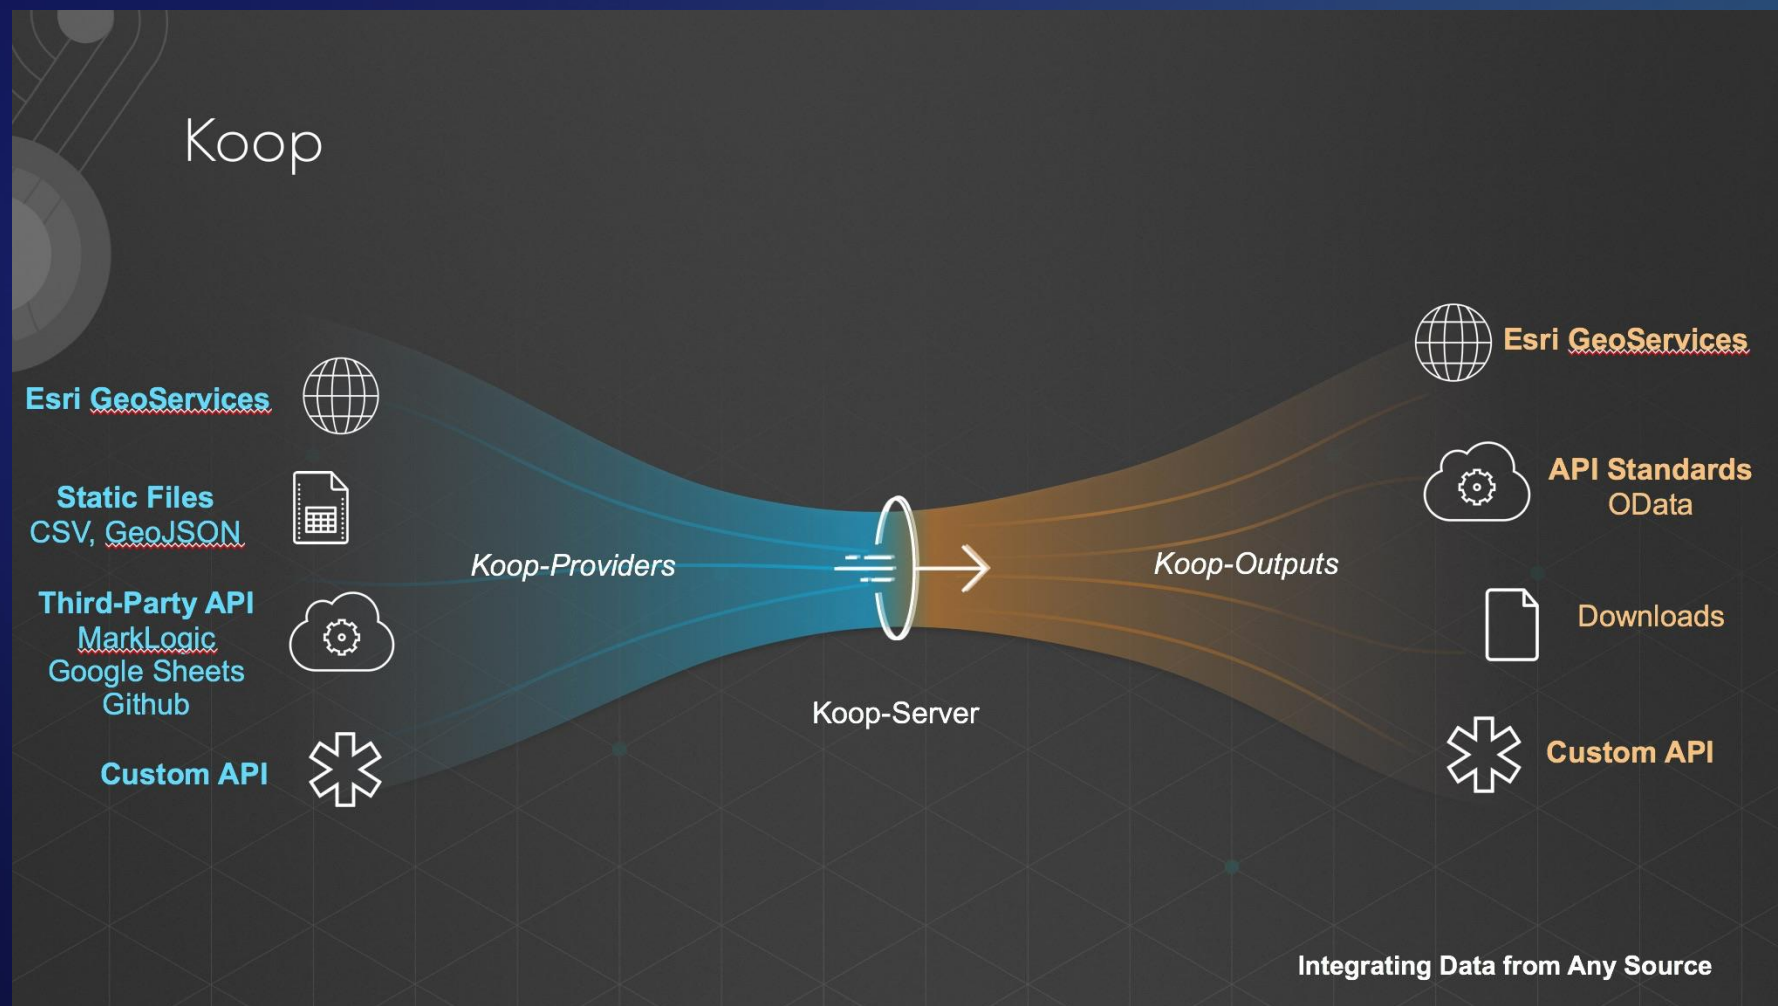 Koop
Esri GeoServices
Static Files
CSV, GeoJSON
Third-Party API
MarkLogic
Google Sheets
Github
Custom API
Koop-Providers
Koop-Server
Koop-Outputs
Esri GeoServices
API Standards
OData
Downloads
Custom API
Integrating Data from Any Source